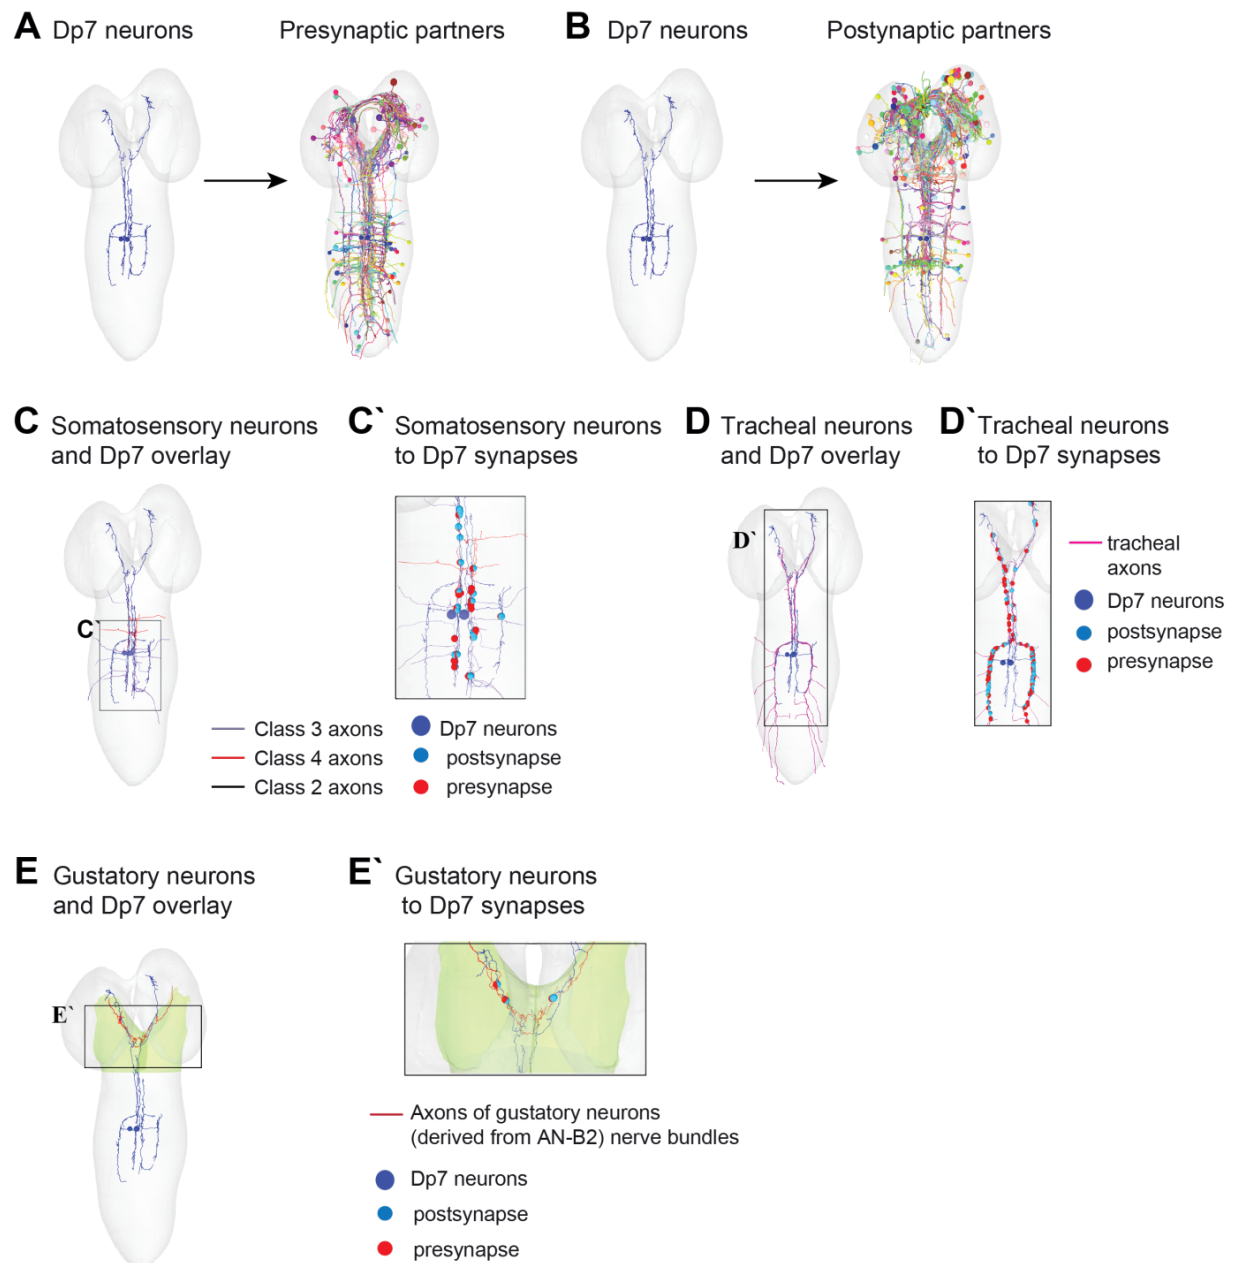 A Dp7 neurons
Presynaptic partners
B Dp7 neurons
Postynaptic partners
C Somatosensory neurons
and Dp7 overlay
C`
C` Somatosensory neurons
to Dp7 synapses
Class 3 axons
Class 4 axons
Class 2 axons
Dp7 neurons
postsynapse
presynapse
D Tracheal neurons
and Dp7 overlay
D`
D` Tracheal neurons
to Dp7 synapses
tracheal
axons
Dp7 neurons
postsynapse
presynapse
E Gustatory neurons
and Dp7 overlay
E`
E` Gustatory neurons
to Dp7 synapses
Axons of gustatory neurons
(derived from AN-B2) nerve bundles
Dp7 neurons
postsynapse
presynapse